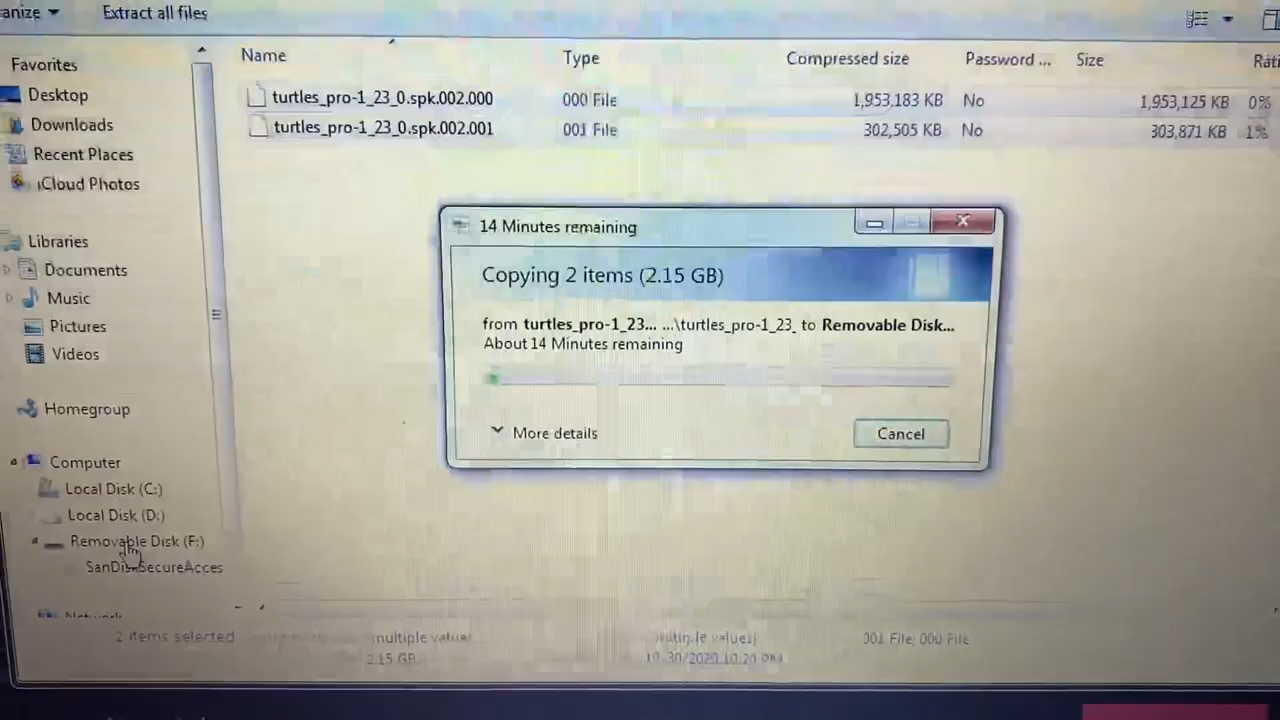 anize
Extract all files
Favorites
Desktop
Downloads
Recent Places
iCloud Photos
Libraries
Documents
Music
Pictures
Videos
Homegroup
Computer
Local Disk (C:)
Local Disk (D:)
Removable Disk (F:)
SanDiskSecureAcces
Name Type Compressed size Password ... Size Rati
turtles_pro-1_23_0.spk.002.000 000 File 1,953,183 KB No 1,953,125 KB 0%
turtles_pro-1_23_0.spk.002.001 001 File 302,505 KB No 303,871 KB 1%
14 Minutes remaining
Copying 2 items (2.15 GB)
from turtles_pro-1_23... ...\turtles_pro-1_23_ to Removable Disk...
About 14 Minutes remaining
More details
Cancel
2 items selected
2.15 GB
001 File, 000 File